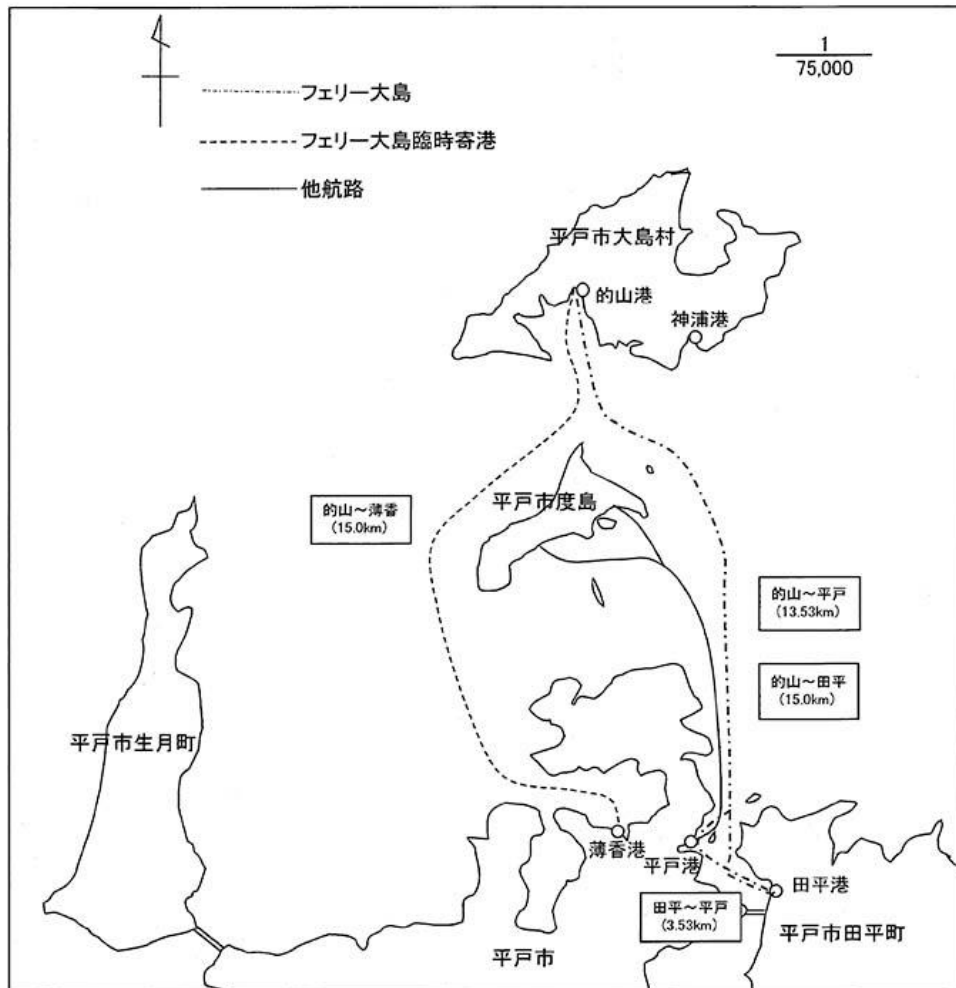 1
75,000
フェリー大島
フェリー大島臨時寄港
他航路
平戸市大島村
的山港
神浦港
平戸市度島
的山～薄香
(15.0km)
的山～平戸
(13.53km)
的山～田平
(15.0km)
平戸市生月町
薄香港
平戸港
田平港
田平～平戸
(3.53km)
平戸市田平町
平戸市